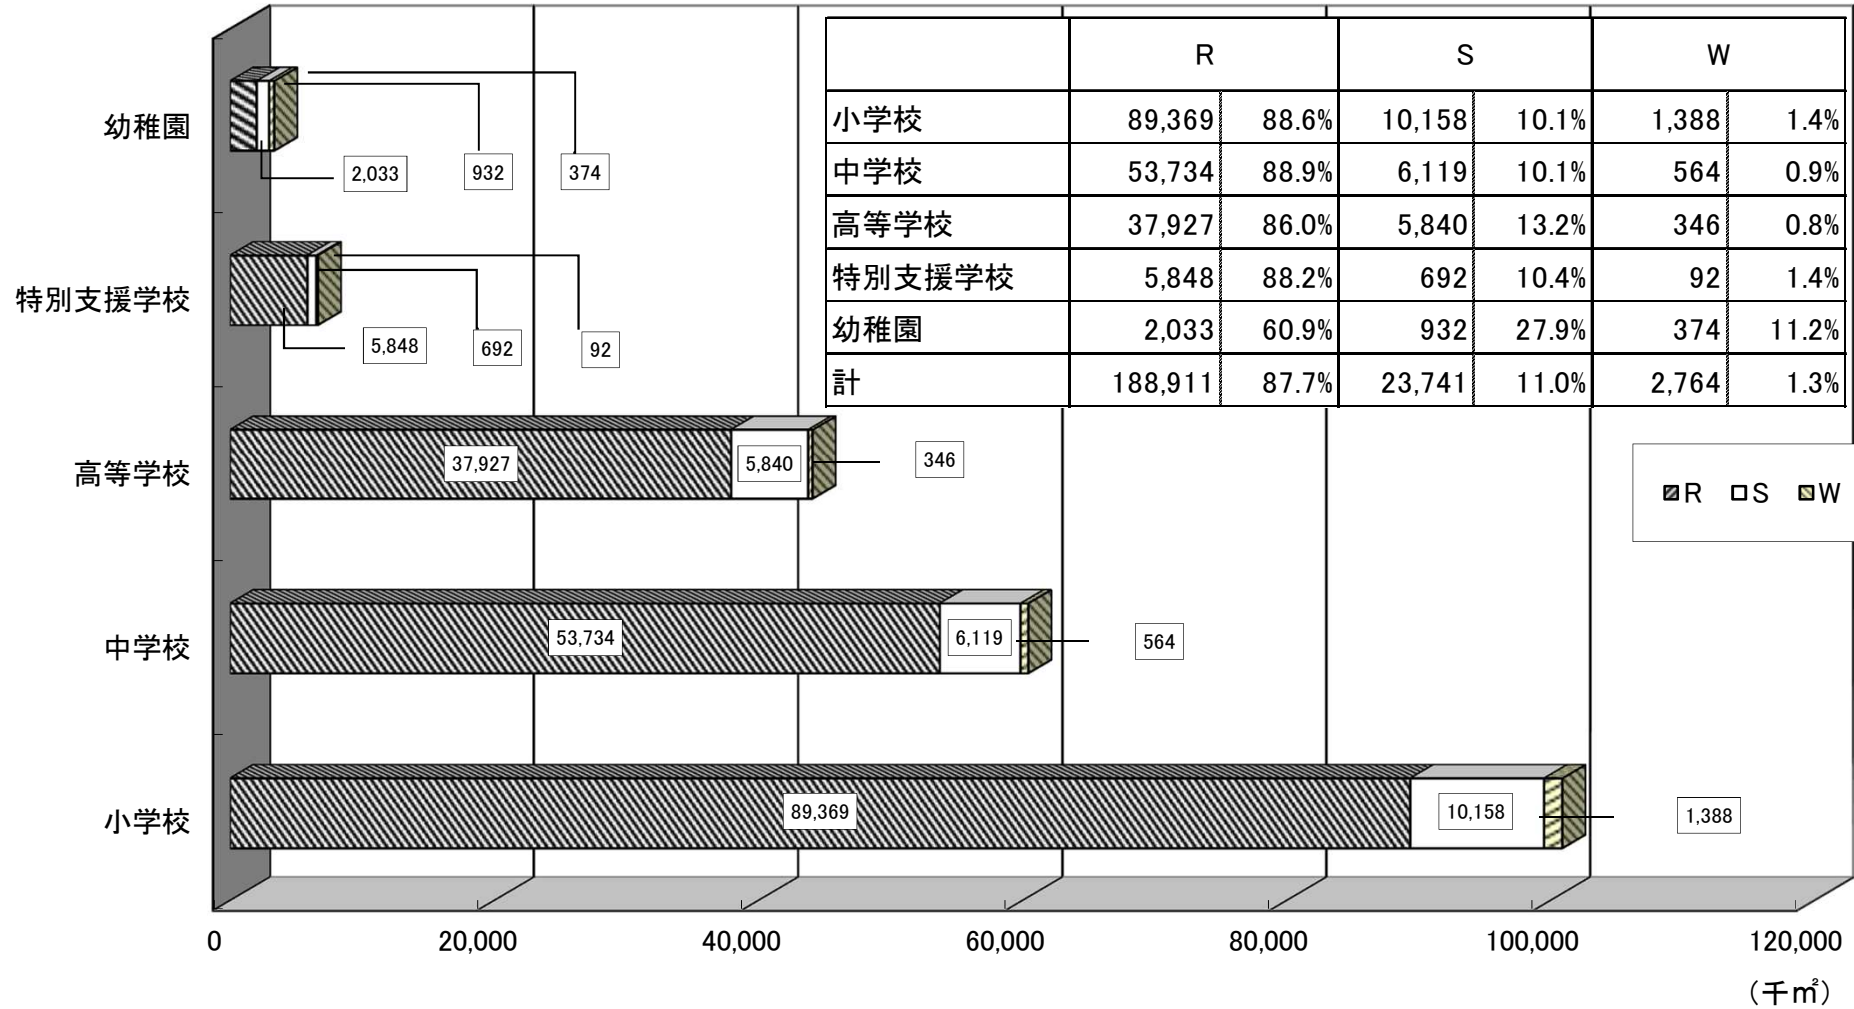 R S W
小学校 89,369 88.6% 10,158 10.1% 1,388 1.4%
中学校 53,734 88.9% 6,119 10.1% 564 0.9%
高等学校 37,927 86.0% 5,840 13.2% 346 0.8%
特別支援学校 5,848 88.2% 692 10.4% 92 1.4%
幼稚園 2,033 60.9% 932 27.9% 374 11.2%
計 188,911 87.7% 23,741 11.0% 2,764 1.3%
幼稚園
2,033 932 374
特別支援学校
5,848 692 92
高等学校
37,927 5,840 346
R S W
中学校
53,734 6,119 564
小学校
89,369 10,158 1,388
0 20,000 40,000 60,000 80,000 100,000 120,000
（千㎡）